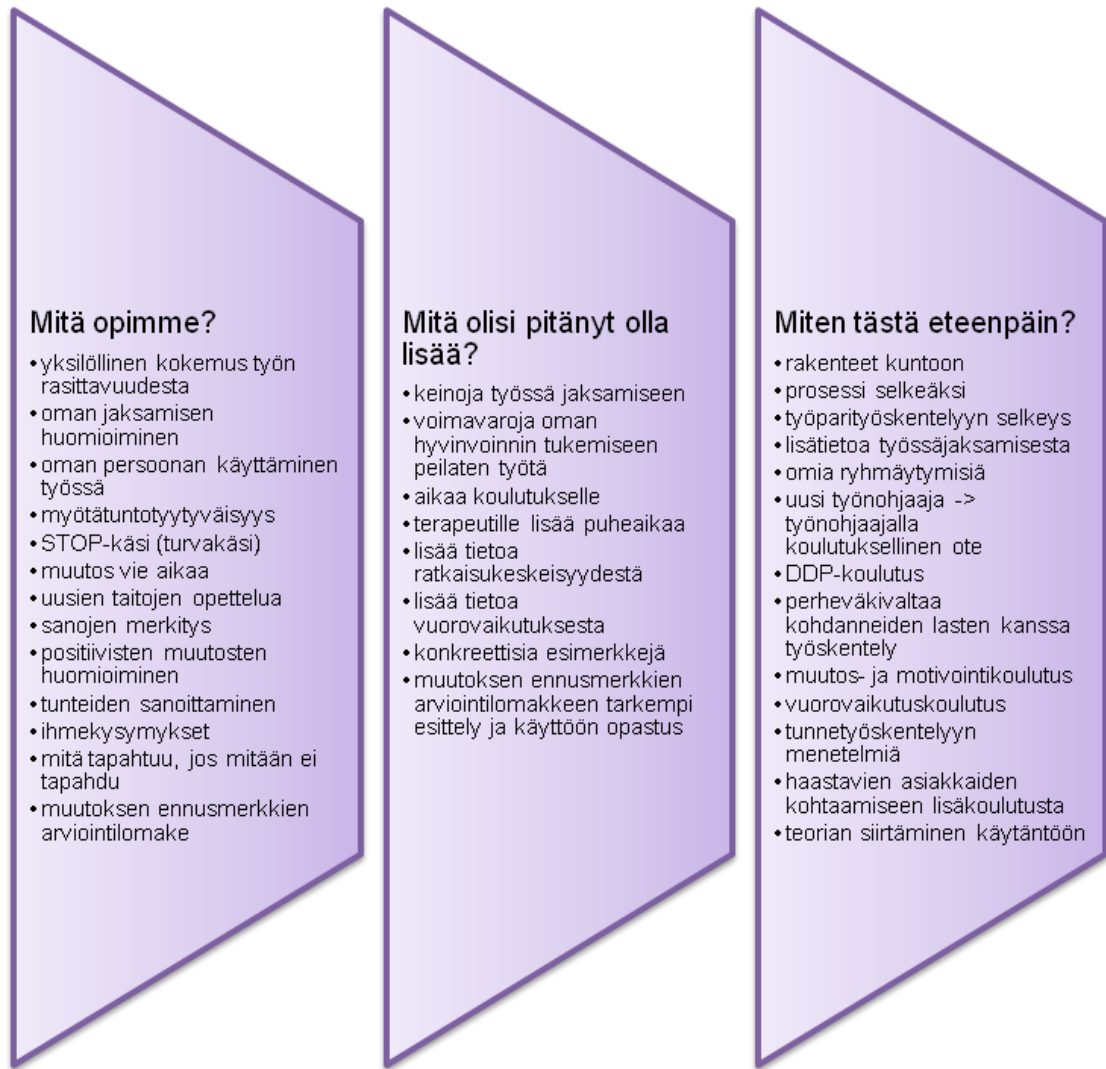 Mitä opimme?
•yksilöllinen kokemus työn
rasittavuudesta
•oman jaksamisen
huomioiminen
•oman persoonan käyttäminen
työssä
•myötätuntotyytyväisyys
•STOP-käsi (turvakäsi)
•muutos vie aikaa
•uusien taitojen opettelua
•sanojen merkitys
•positiivisten muutosten
huomioiminen
•tunteiden sanoittaminen
•ihmekysymykset
•mitä tapahtuu, jos mitään ei
tapahdu
•muutoksen ennusmerkkien
arviointilomake
Mitä olisi pitänyt olla
lisää?
•keinoja työssä jaksamiseen
•voimavaroja oman
hyvinvoinnin tukemiseen
peilaten työtä
•aikaa koulutukselle
•terapeutille lisää puheaikaa
•lisää tietoa
ratkaisukeskeisyydestä
•lisää tietoa
vuorovaikutuksesta
•konkreettisia esimerkkejä
•muutoksen ennusmerkkien
arviointilomakkeen tarkempi
esittely ja käyttöön opastus
Miten tästä eteenpäin?
•rakenteet kuntoon
•prosessi selkeäksi
•työparityöskentelyyn selkeys
•lisätietoa työssäjaksamisesta
•omia ryhmäytymisiä
•uusi työnohjaaja ->
työnohjaajalla
koulutuksellinen ote
•DDP-koulutus
•perheväkivaltaa
kohdanneiden lasten kanssa
työskentely
•muutos- ja motivointikoulutus
•vuorovaikutuskoulutus
•tunnetyöskentelyyn
menetelmiä
•haastavien asiakkaiden
kohtaamiseen lisäkoulutusta
•teorian siirtäminen käytäntöön